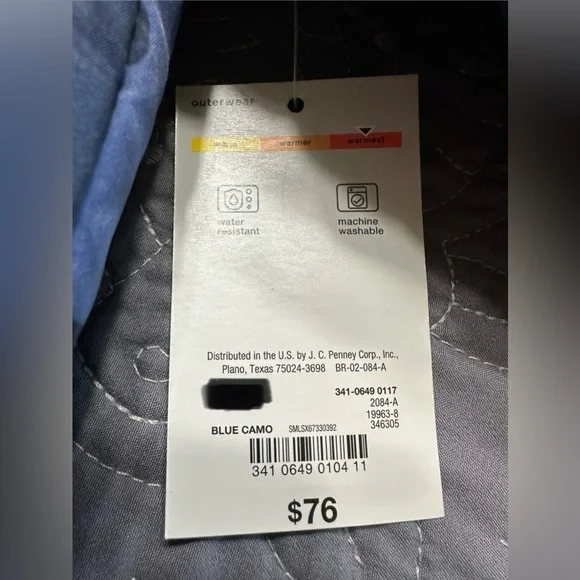 outerwear
warm warmer warmest
water resistant
machine washable
Distributed in the U.S. by J. C. Penney Corp., Inc.,
Plano, Texas 75024-3698 BR-02-084-A
341-0649 0117
2084-A
19963-8
BLUE CAMO SMLSX67330392 346305
341 0649 0104 11
$76